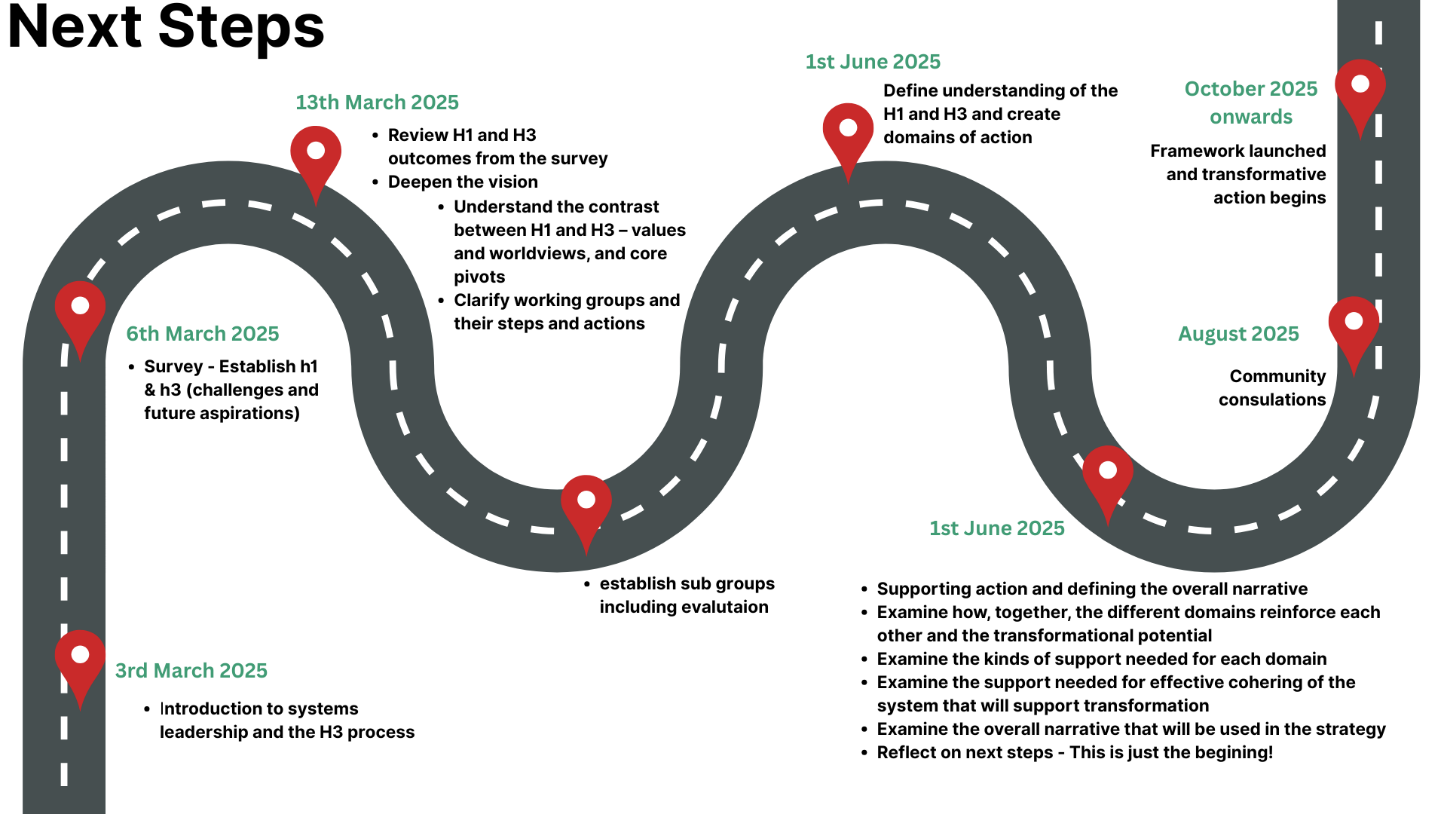 Next Steps
3rd March 2025
• Introduction to systems
leadership and the H3 process
6th March 2025
• Survey - Establish h1
& h3 (challenges and
future aspirations)
13th March 2025
• Review H1 and H3
outcomes from the survey
• Deepen the vision
• Understand the contrast
between H1 and H3 – values
and worldviews, and core
pivots
• Clarify working groups and
their steps and actions
• establish sub groups
including evalutaion
1st June 2025
Define understanding of the
H1 and H3 and create
domains of action
1st June 2025
• Supporting action and defining the overall narrative
• Examine how, together, the different domains reinforce each
other and the transformational potential
• Examine the kinds of support needed for each domain
• Examine the support needed for effective cohering of the
system that will support transformation
• Examine the overall narrative that will be used in the strategy
• Reflect on next steps - This is just the begining!
August 2025
Community
consulations
October 2025
onwards
Framework launched
and transformative
action begins